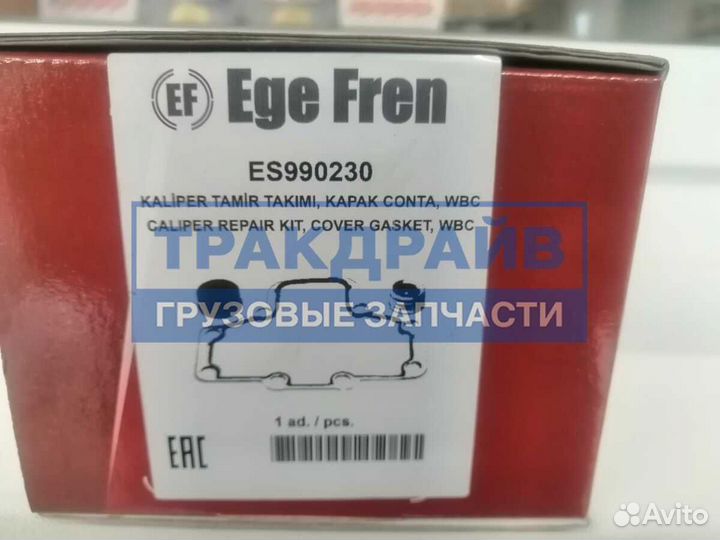 EF Ege Fren
ES990230
KALİPER TAMİR TAKIMI, KAPAK CONTA, WBC
CALIPER REPAIR KIT, COVER GASKET, WBC
ТРАКДРАЙВ
ГРУЗОВЫЕ ЗАПЧАСТИ
1 ad. / pcs.
EAC
Avito